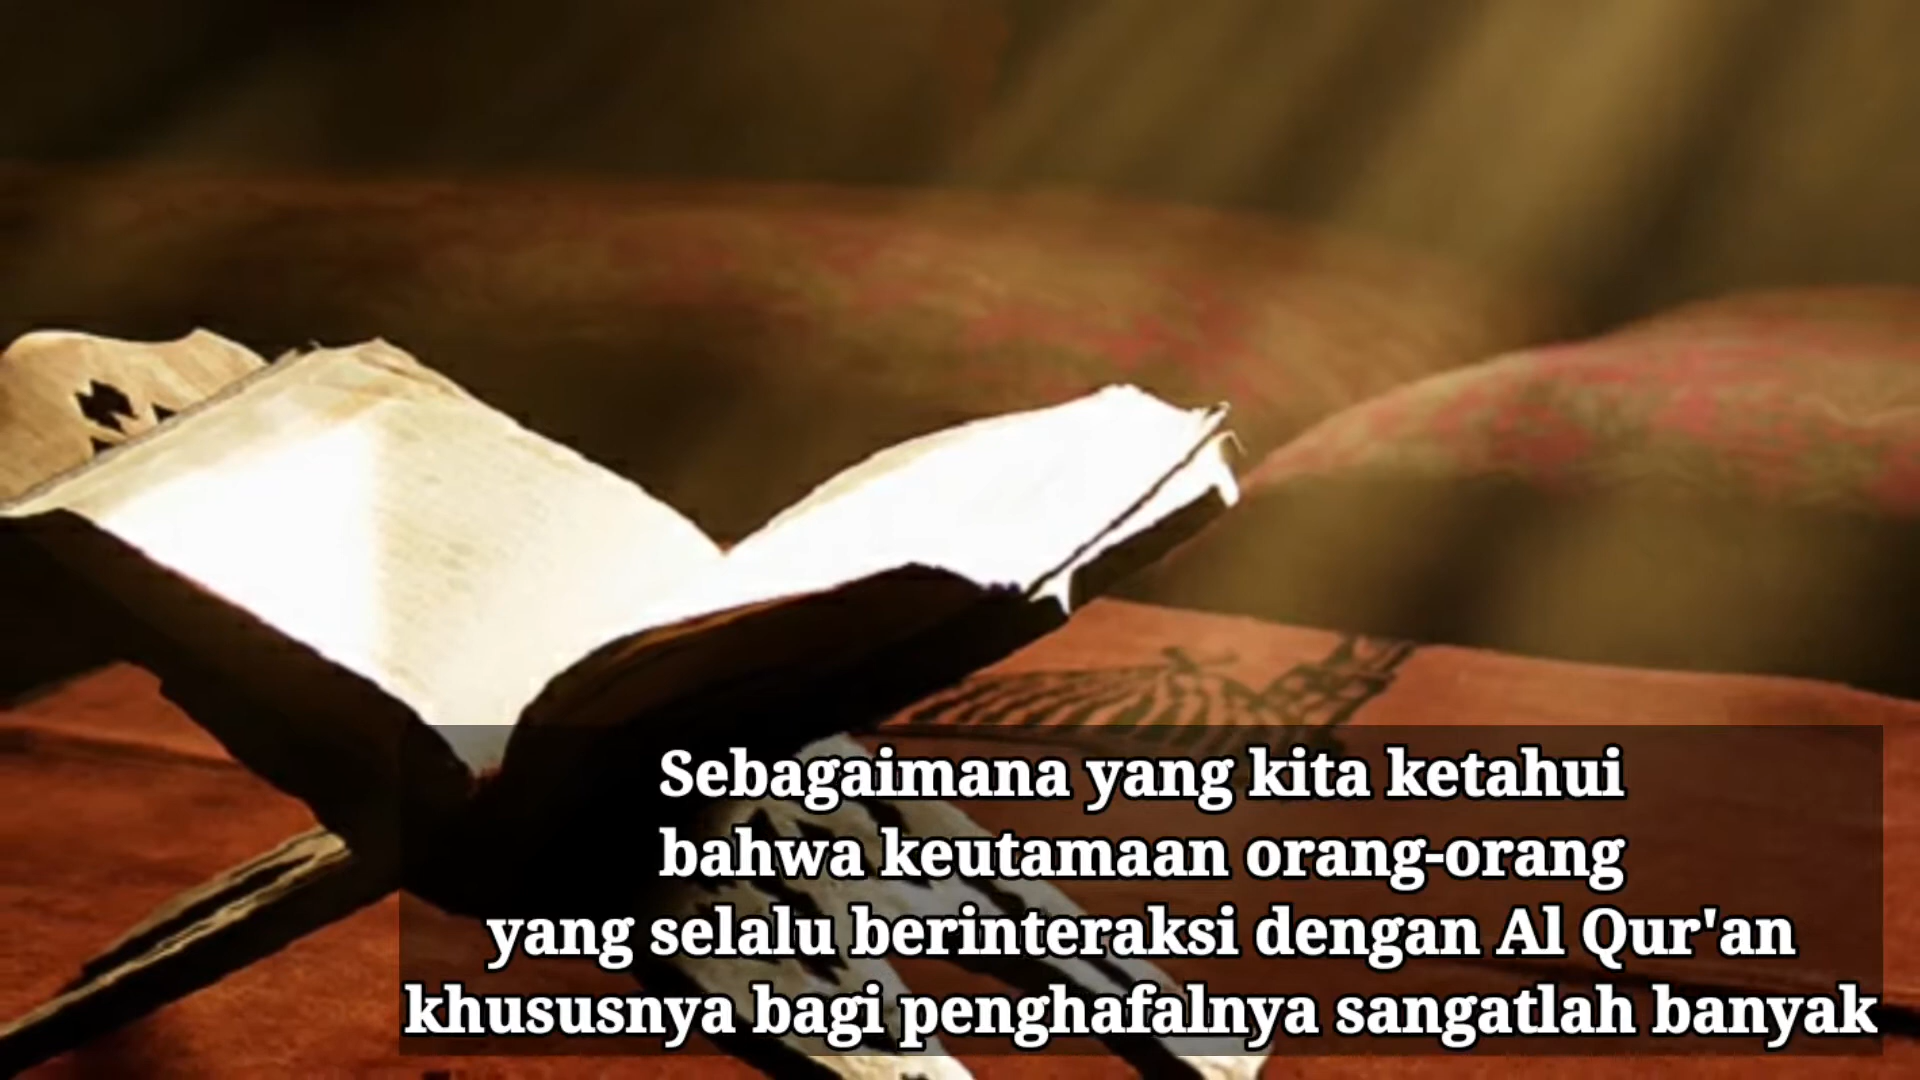 Sebagaimana yang kita ketahui
bahwa keutamaan orang-orang
yang selalu berinteraksi dengan Al Qur'an
khususnya bagi penghafalnya sangatlah banyak